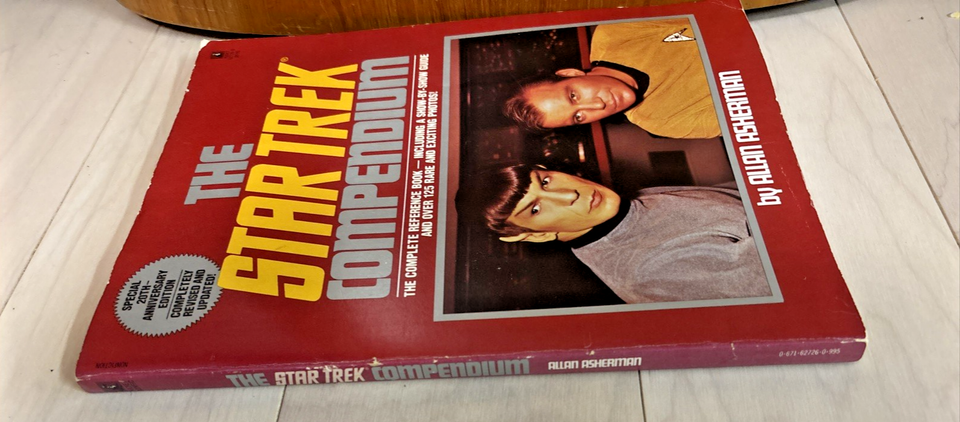 THE
STAR TREK®
COMPENDIUM
THE COMPLETE REFERENCE BOOK — INCLUDING A SHOW-BY-SHOW GUIDE
AND OVER 125 RARE AND EXCITING PHOTOS!
SPECIAL
20TH-
ANNIVERSARY
EDITION
COMPLETELY
REVISED AND
UPDATED!
by ALLAN ASHERMAN
THE STAR TREK COMPENDIUM ALLAN ASHERMAN
0-671-62726-0-995